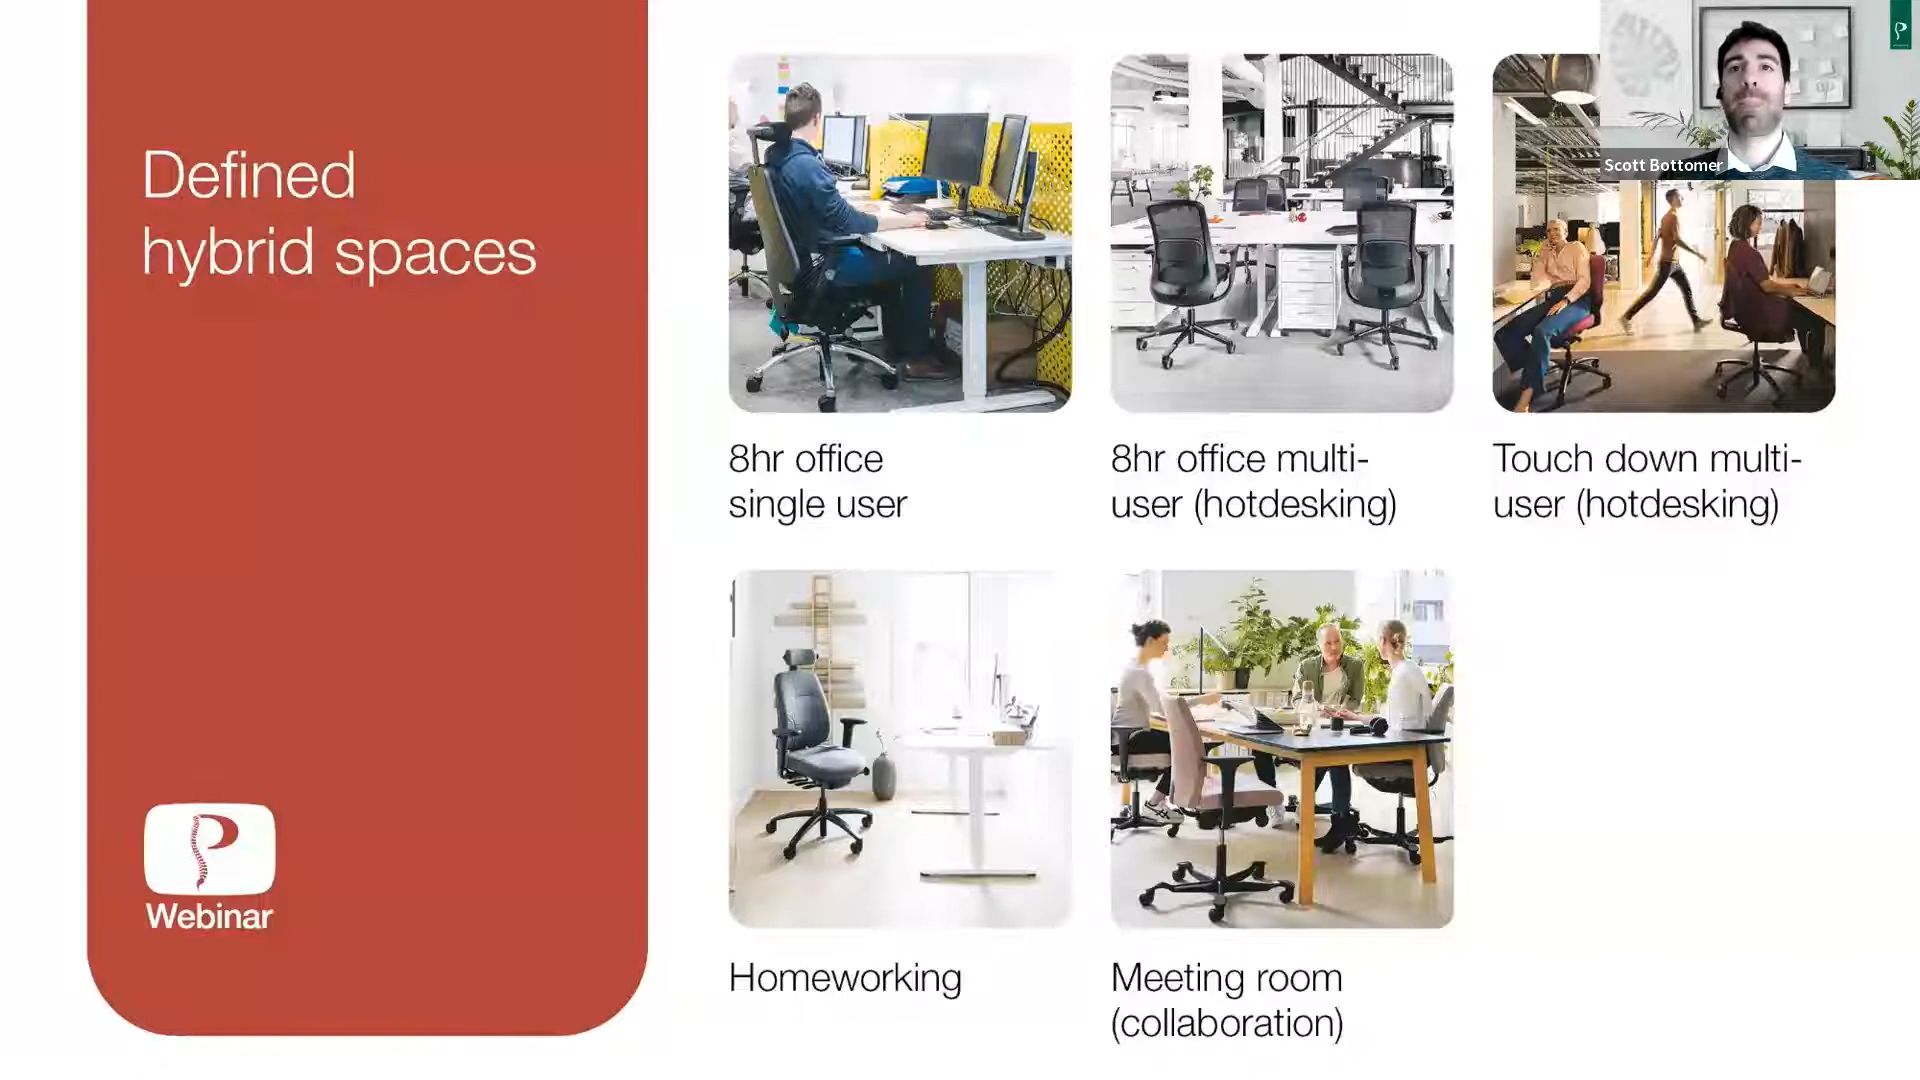 Defined
hybrid spaces
Scott Bottomer
8hr office
single user
8hr office multi-
user (hotdesking)
Touch down multi-
user (hotdesking)
Homeworking
Meeting room
(collaboration)
P
Webinar